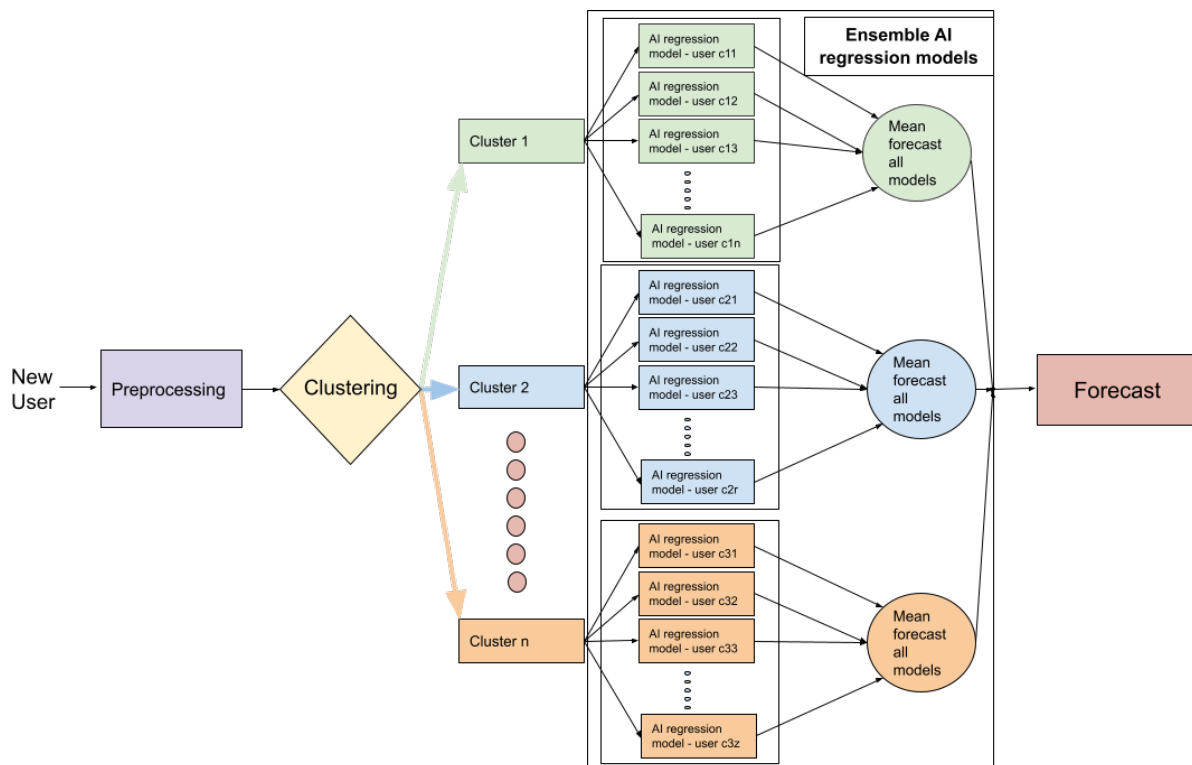 Ensemble AI
regression models
New
User
Preprocessing
Clustering
Cluster 1
AI regression
model - user c11
AI regression
model - user c12
AI regression
model - user c13
AI regression
model - user c1n
Mean
forecast
all
models
Cluster 2
AI regression
model - user c21
AI regression
model - user c22
AI regression
model - user c23
AI regression
model - user c2r
Mean
forecast
all
models
Cluster n
AI regression
model - user c31
AI regression
model - user c32
AI regression
model - user c33
AI regression
model - user c3z
Mean
forecast
all
models
Forecast